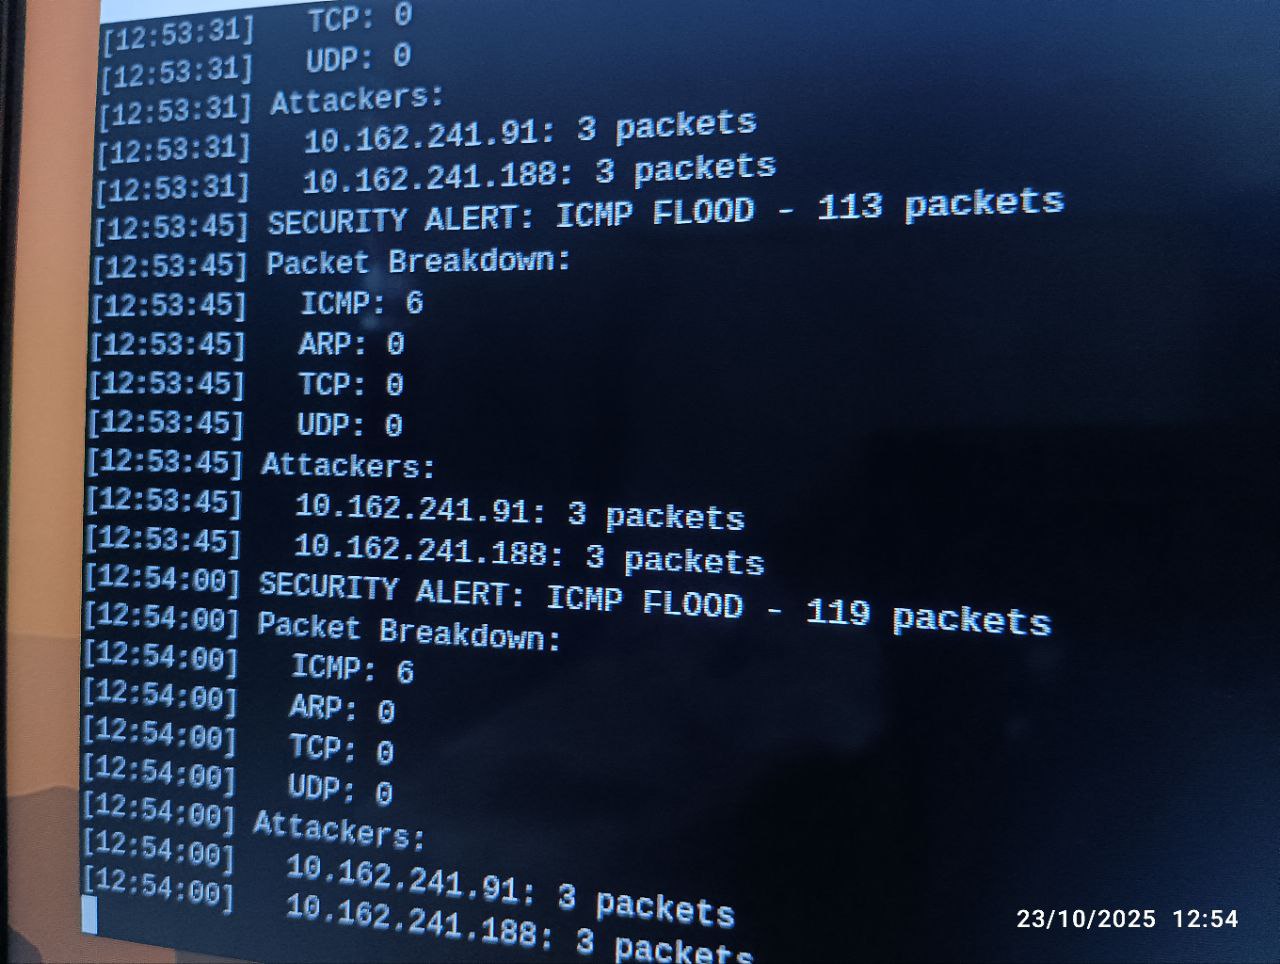 [12:53:31]   TCP: 0
[12:53:31]   UDP: 0
[12:53:31] Attackers:
[12:53:31]   10.162.241.91: 3 packets
[12:53:31]   10.162.241.188: 3 packets
[12:53:45] SECURITY ALERT: ICMP FLOOD - 113 packets
[12:53:45] Packet Breakdown:
[12:53:45]   ICMP: 6
[12:53:45]   ARP: 0
[12:53:45]   TCP: 0
[12:53:45]   UDP: 0
[12:53:45] Attackers:
[12:53:45]   10.162.241.91: 3 packets
[12:53:45]   10.162.241.188: 3 packets
[12:54:00] SECURITY ALERT: ICMP FLOOD - 119 packets
[12:54:00] Packet Breakdown:
[12:54:00]   ICMP: 6
[12:54:00]   ARP: 0
[12:54:00]   TCP: 0
[12:54:00]   UDP: 0
[12:54:00] Attackers:
[12:54:00]   10.162.241.91: 3 packets
[12:54:00]   10.162.241.188: 3 packets
23/10/2025 12:54